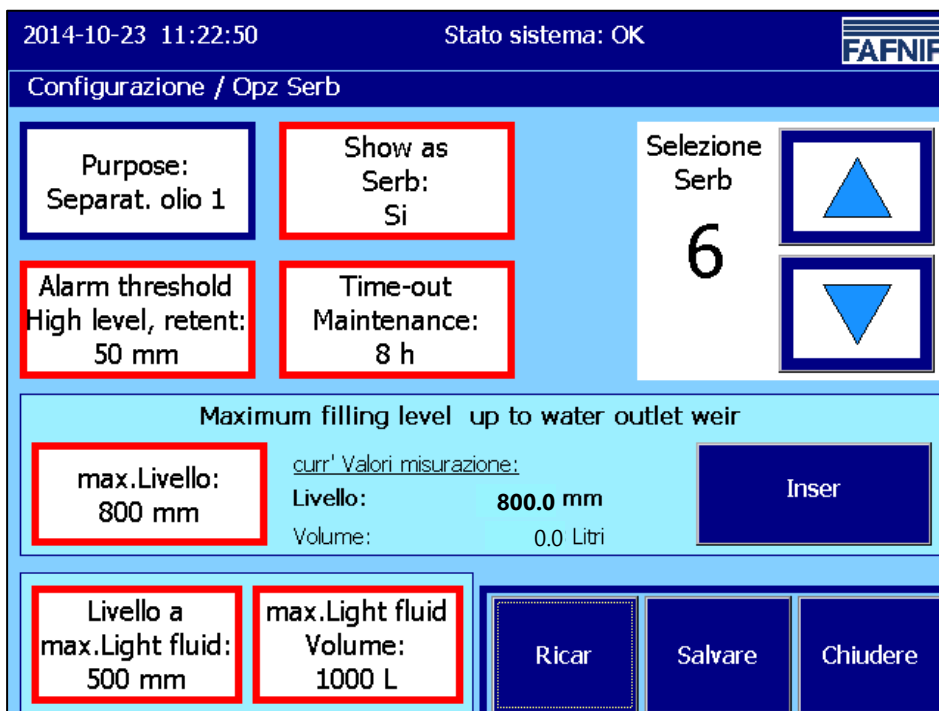 2014-10-23 11:22:50 Stato sistema: OK
FAFNIR
Configurazione / Opz Serb
Purpose:
Separat. olio 1
Show as
Serb:
Si
Selezione
Serb
6
Alarm threshold
High level, retent:
50 mm
Time-out
Maintenance:
8 h
Maximum filling level up to water outlet weir
max.Livello:
800 mm
curr' Valori misurazione:
Livello: 800.0 mm
Volume: 0.0 Litri
Inser
Livello a
max.Light fluid:
500 mm
max.Light fluid
Volume:
1000 L
Ricar
Salvare
Chiudere